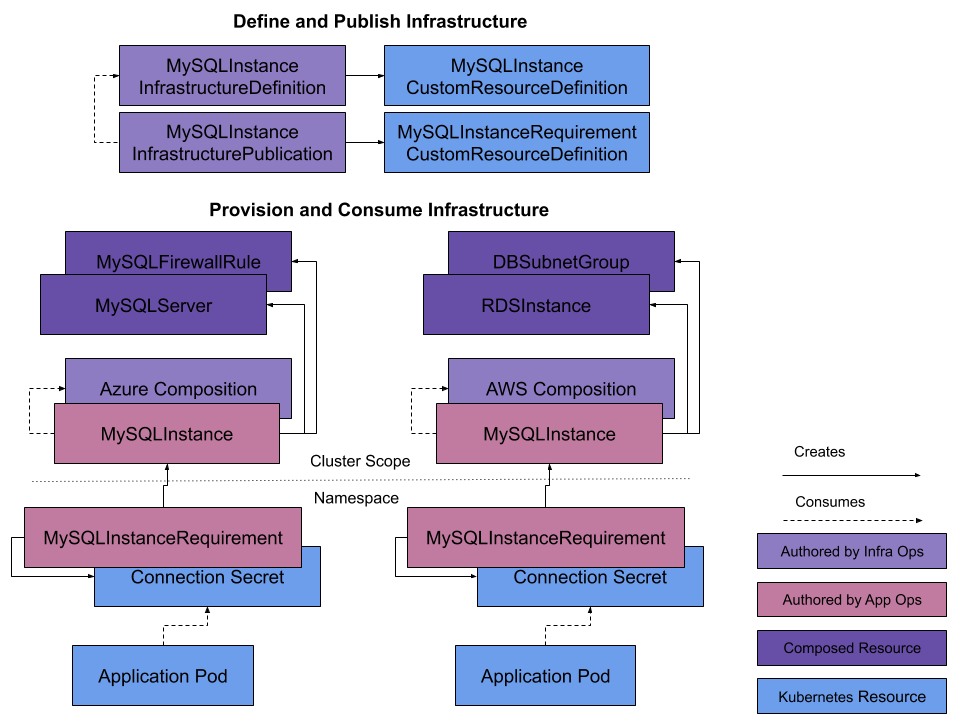 Define and Publish Infrastructure
MySQLInstance
InfrastructureDefinition
MySQLInstance
CustomResourceDefinition
MySQLInstance
InfrastructurePublication
MySQLInstanceRequirement
CustomResourceDefinition
Provision and Consume Infrastructure
MySQLFirewallRule
MySQLServer
Azure Composition
MySQLInstance
DBSubnetGroup
RDSInstance
AWS Composition
MySQLInstance
Cluster Scope
Namespace
MySQLInstanceRequirement
Connection Secret
Application Pod
MySQLInstanceRequirement
Connection Secret
Application Pod
Creates
Consumes
Authored by Infra Ops
Authored by App Ops
Composed Resource
Kubernetes Resource